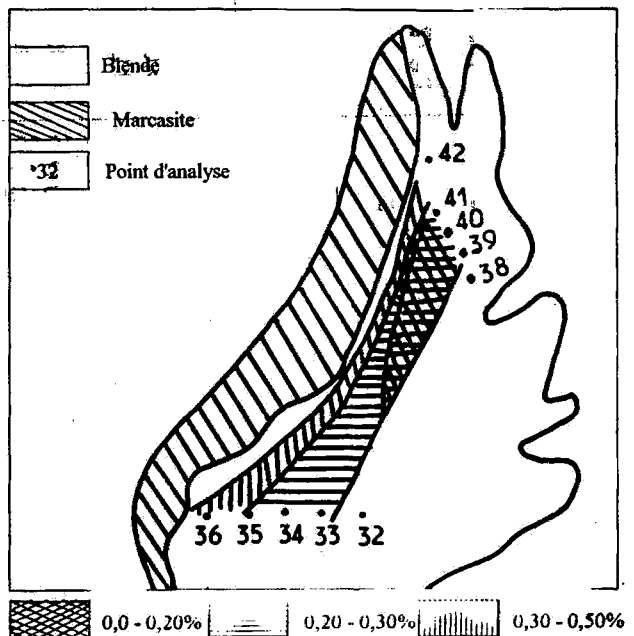 Blende
Marcasite
32 Point d'analyse
42
41
40
39
38
36 35 34 33 32
0,0 - 0,20% 0,20 - 0,30% 0,30 - 0,50%